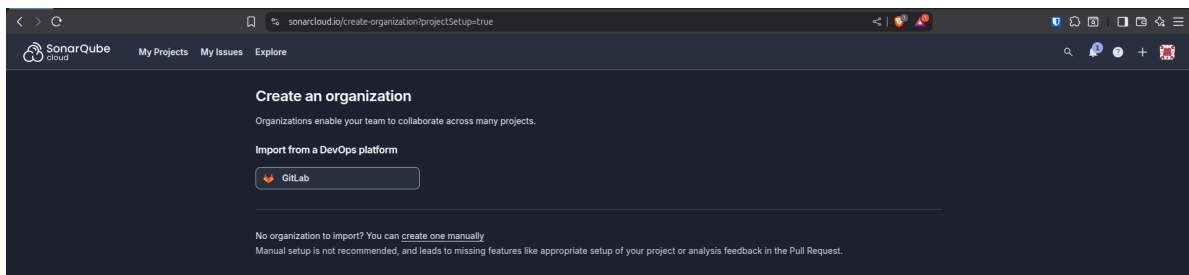 sonarcloud.io/create-organization?projectSetup=true
SonarQube
cloud
My Projects My Issues Explore
1
Create an organization
Organizations enable your team to collaborate across many projects.
Import from a DevOps platform
GitLab
No organization to import? You can create one manually
Manual setup is not recommended, and leads to missing features like appropriate setup of your project or analysis feedback in the Pull Request.